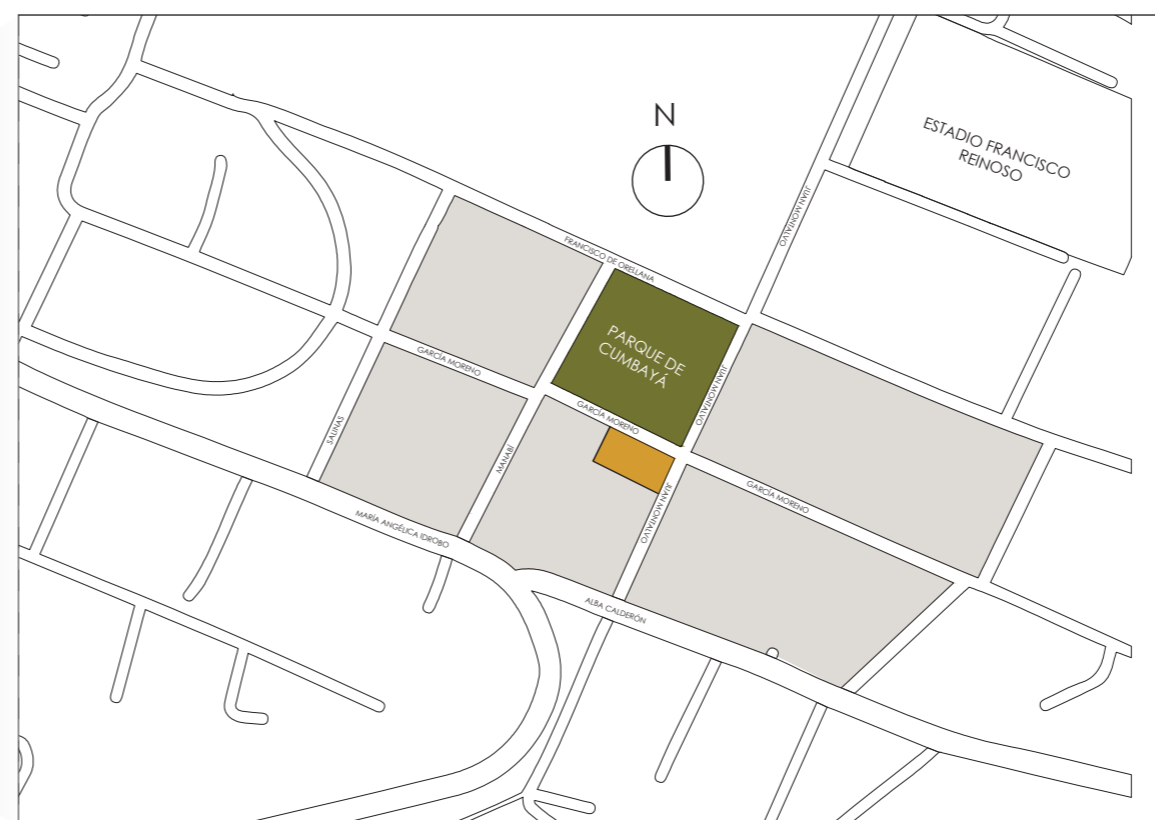 N
ESTADIO FRANCISCO
REINOSO
JUAN MONTALVO
FRANCISCO DE ORELLANA
PARQUE DE
CUMBAYÁ
GARCÍA MORENO
JUAN MONTALVO
GARCÍA MORENO
SALINAS
MANABÍ
GARCÍA MORENO
JUAN MONTALVO
MARÍA ANGÉLICA IDROBO
ALBA CALDERÓN